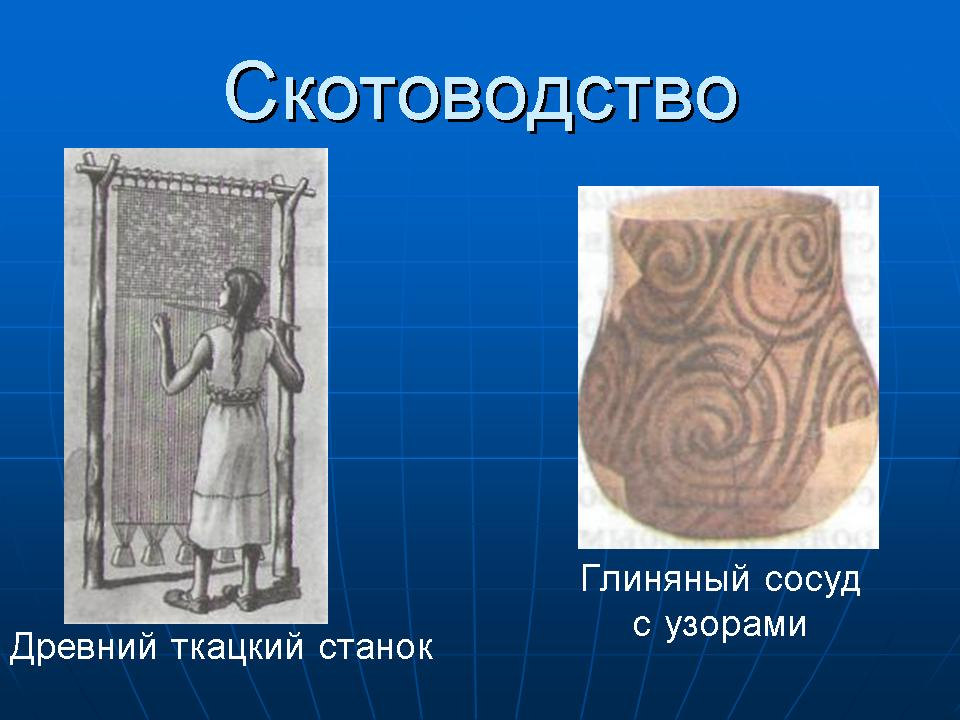 Скотоводство
Древний ткацкий станок
Глиняный сосуд
с узорами